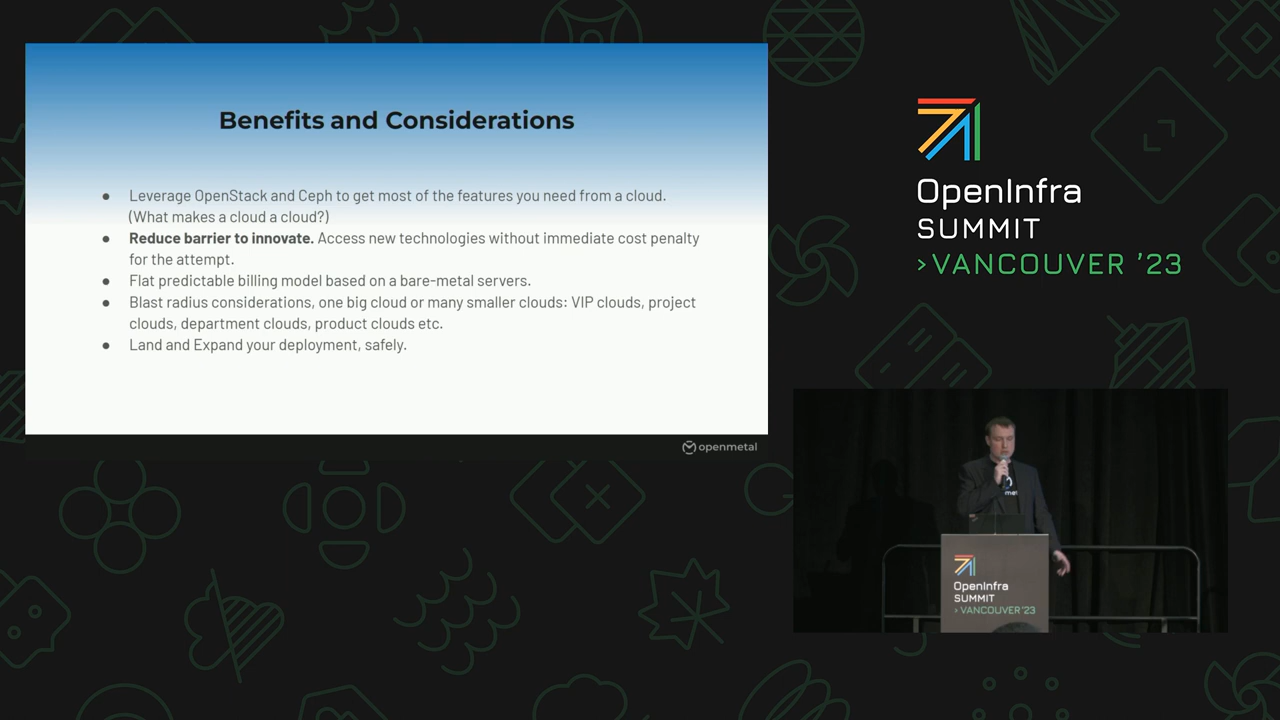 Benefits and Considerations
● Leverage OpenStack and Ceph to get most of the features you need from a cloud.
(What makes a cloud a cloud?)
● Reduce barrier to innovate. Access new technologies without immediate cost penalty
for the attempt.
● Flat predictable billing model based on a bare-metal servers.
● Blast radius considerations, one big cloud or many smaller clouds: VIP clouds, project
clouds, department clouds, product clouds etc.
● Land and Expand your deployment, safely.
openmetal
OpenInfra
SUMMIT
>VANCOUVER '23
OpenInfra
SUMMIT
> VANCOUVER '23